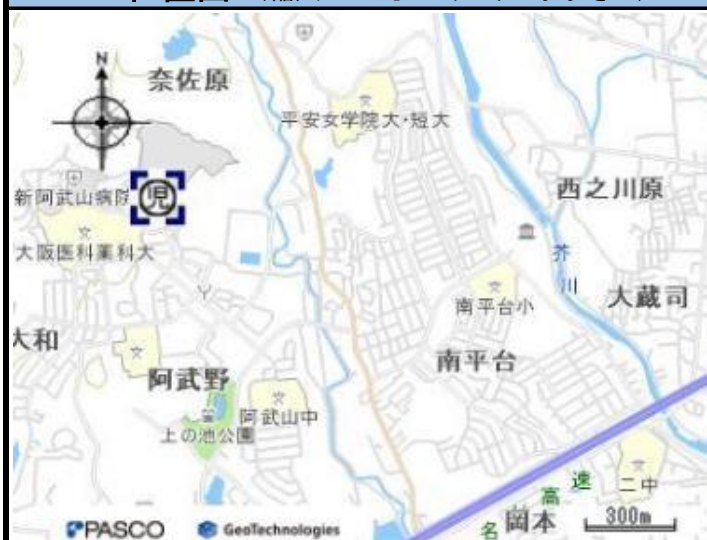 N
奈佐原
平安女学院大・短大
西之川原
新阿武山病院
児
大阪医科薬科大
芥川
大蔵司
南平台小
大和
南平台
阿武野
阿武山中
上の池公園
二中
名
高速
岡本
300m
PASCO
GeoTechnologies